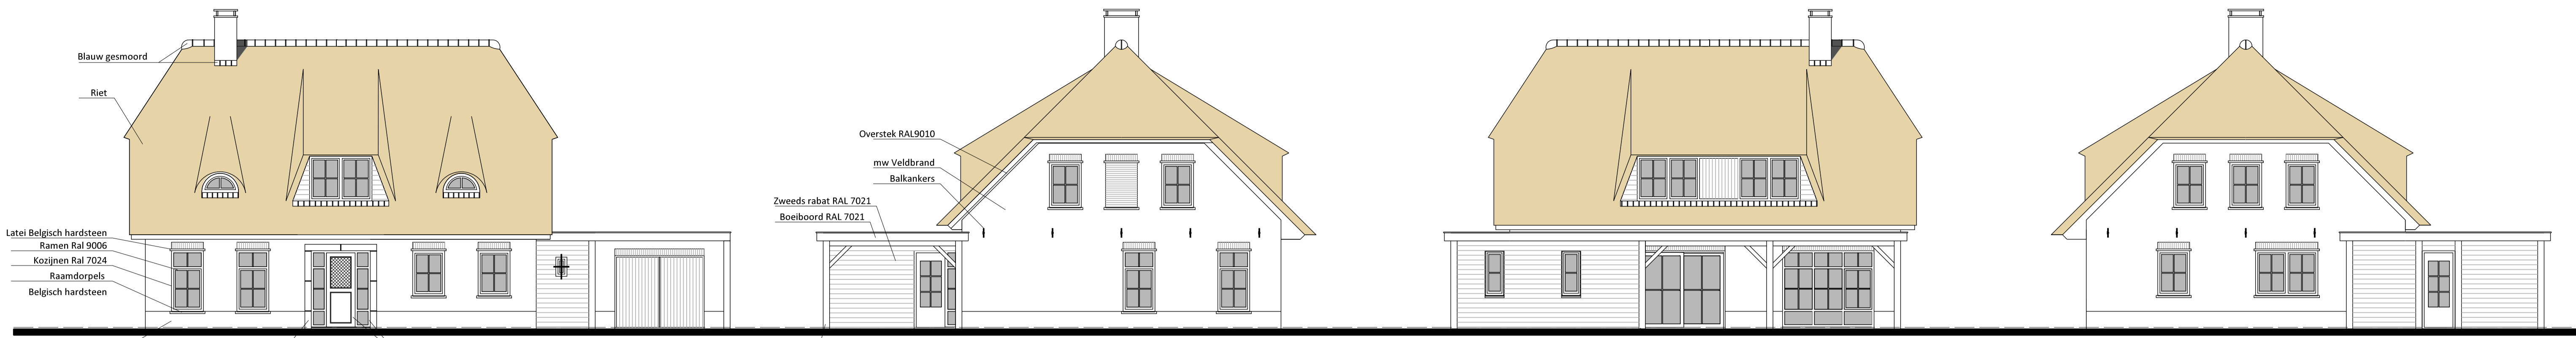 Blauw gesmoord
Riet
Latei Belgisch hardsteen
Ramen Ral 9006
Kozijnen Ral 7024
Raamdorpels
Belgisch hardsteen
Overstek RAL9010
mw Veldbrand
Balkankers
Zweeds rabat RAL 7021
Boeiboord RAL 7021